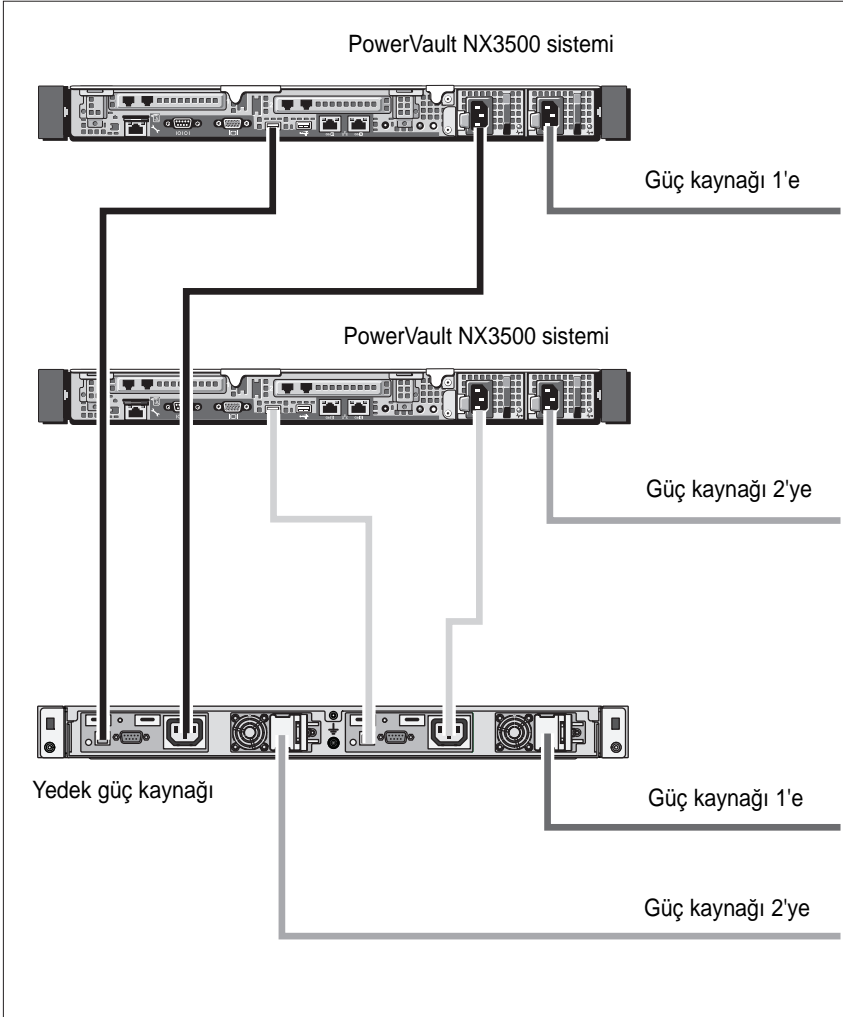 PowerVault NX3500 sistemi
Güç kaynağı 1'e
PowerVault NX3500 sistemi
Güç kaynağı 2'ye
Yedek güç kaynağı
Güç kaynağı 1'e
Güç kaynağı 2'ye